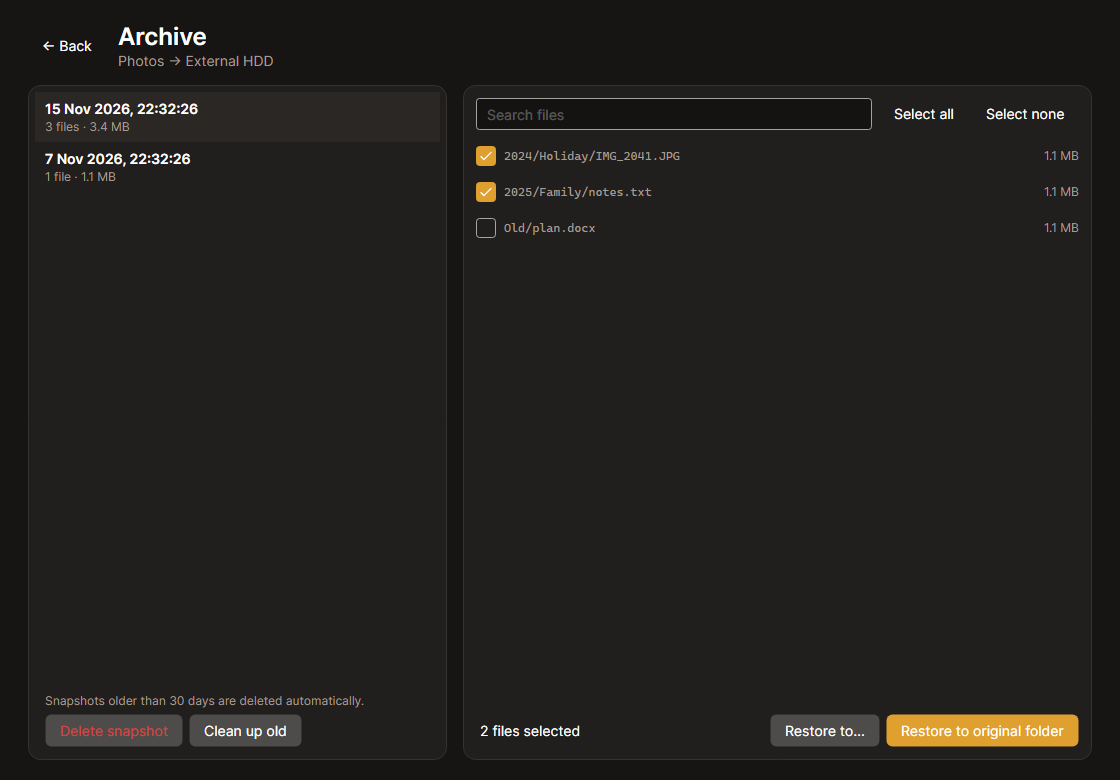 ← Back
Archive
Photos → External HDD
15 Nov 2026, 22:32:26
3 files · 3.4 MB
7 Nov 2026, 22:32:26
1 file · 1.1 MB
Snapshots older than 30 days are deleted automatically.
Delete snapshot
Clean up old
Search files
Select all
Select none
2024/Holiday/IMG_2041.JPG
1.1 MB
2025/Family/notes.txt
1.1 MB
Old/plan.docx
1.1 MB
2 files selected
Restore to...
Restore to original folder